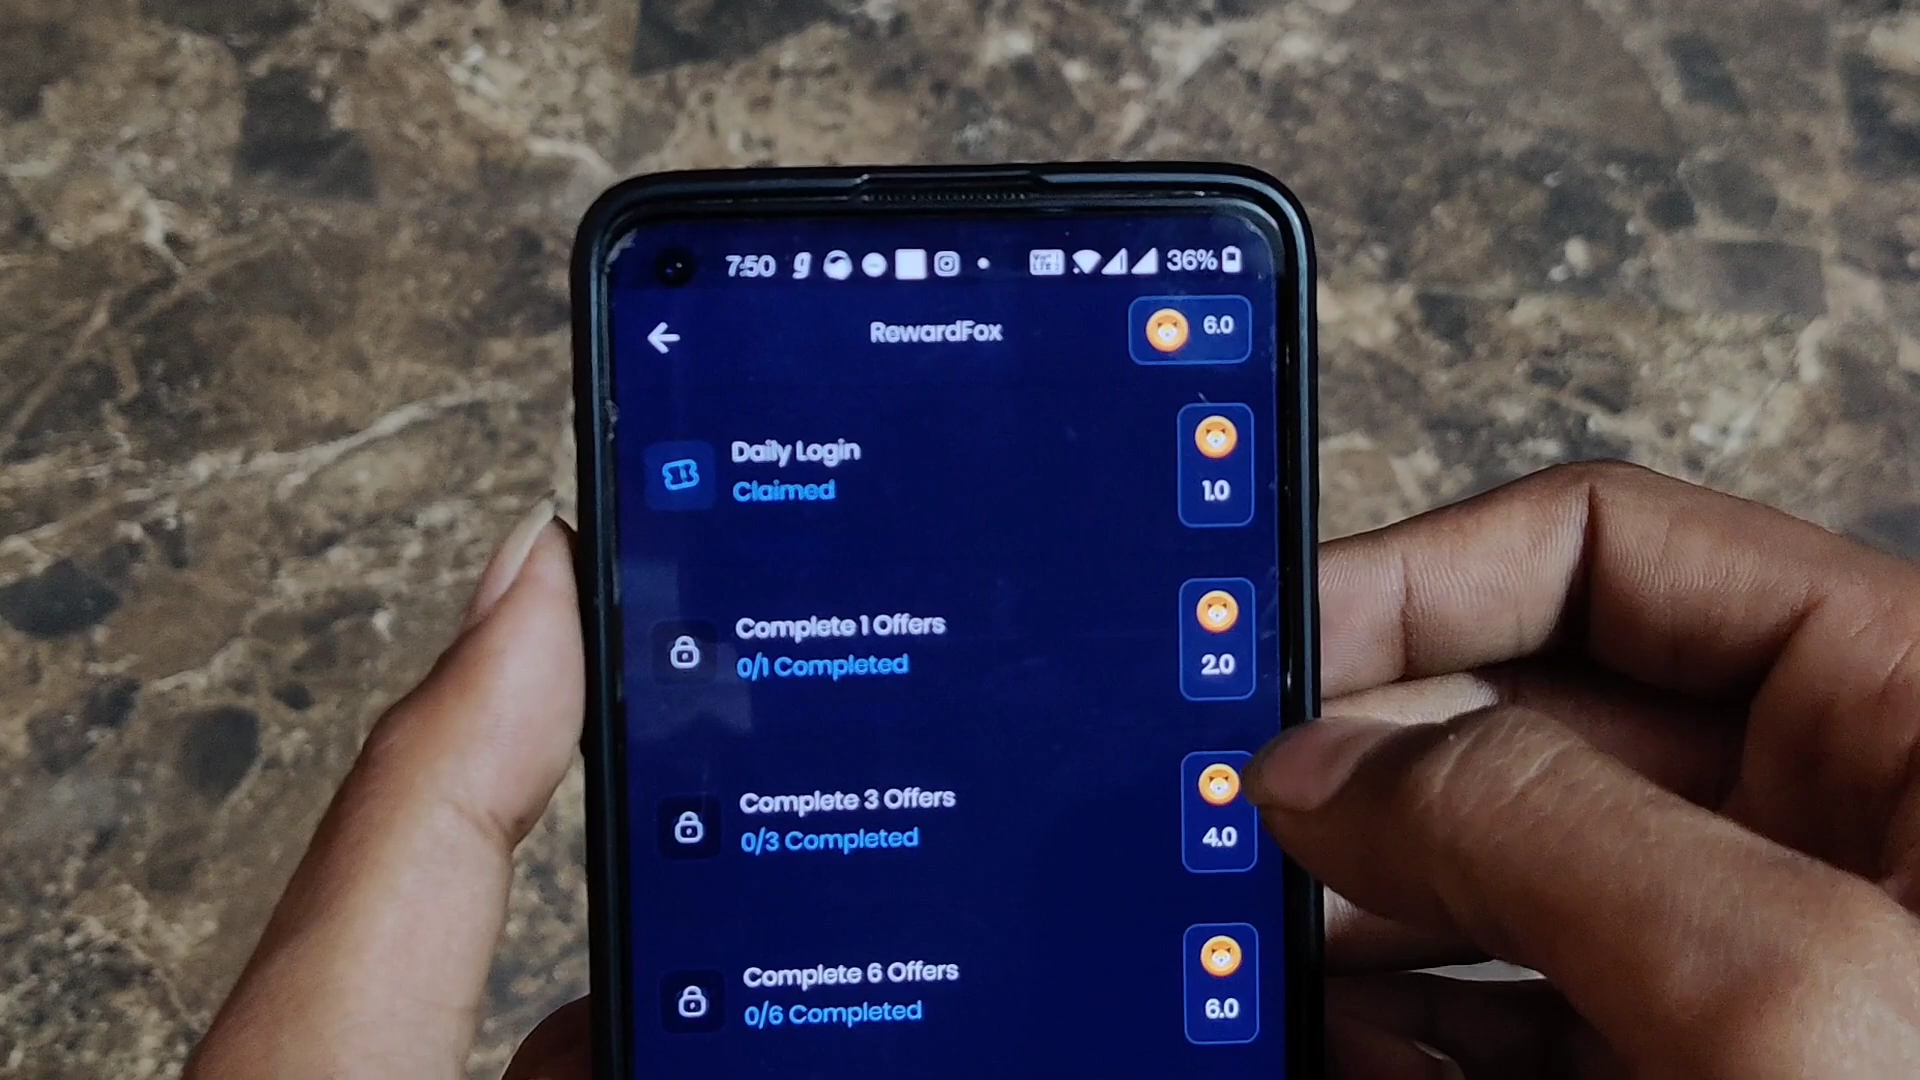 7:50 g 36%
RewardFox 6.0
Daily Login
Claimed
1.0
Complete 1 Offers
0/1 Completed
2.0
Complete 3 Offers
0/3 Completed
4.0
Complete 6 Offers
0/6 Completed
6.0